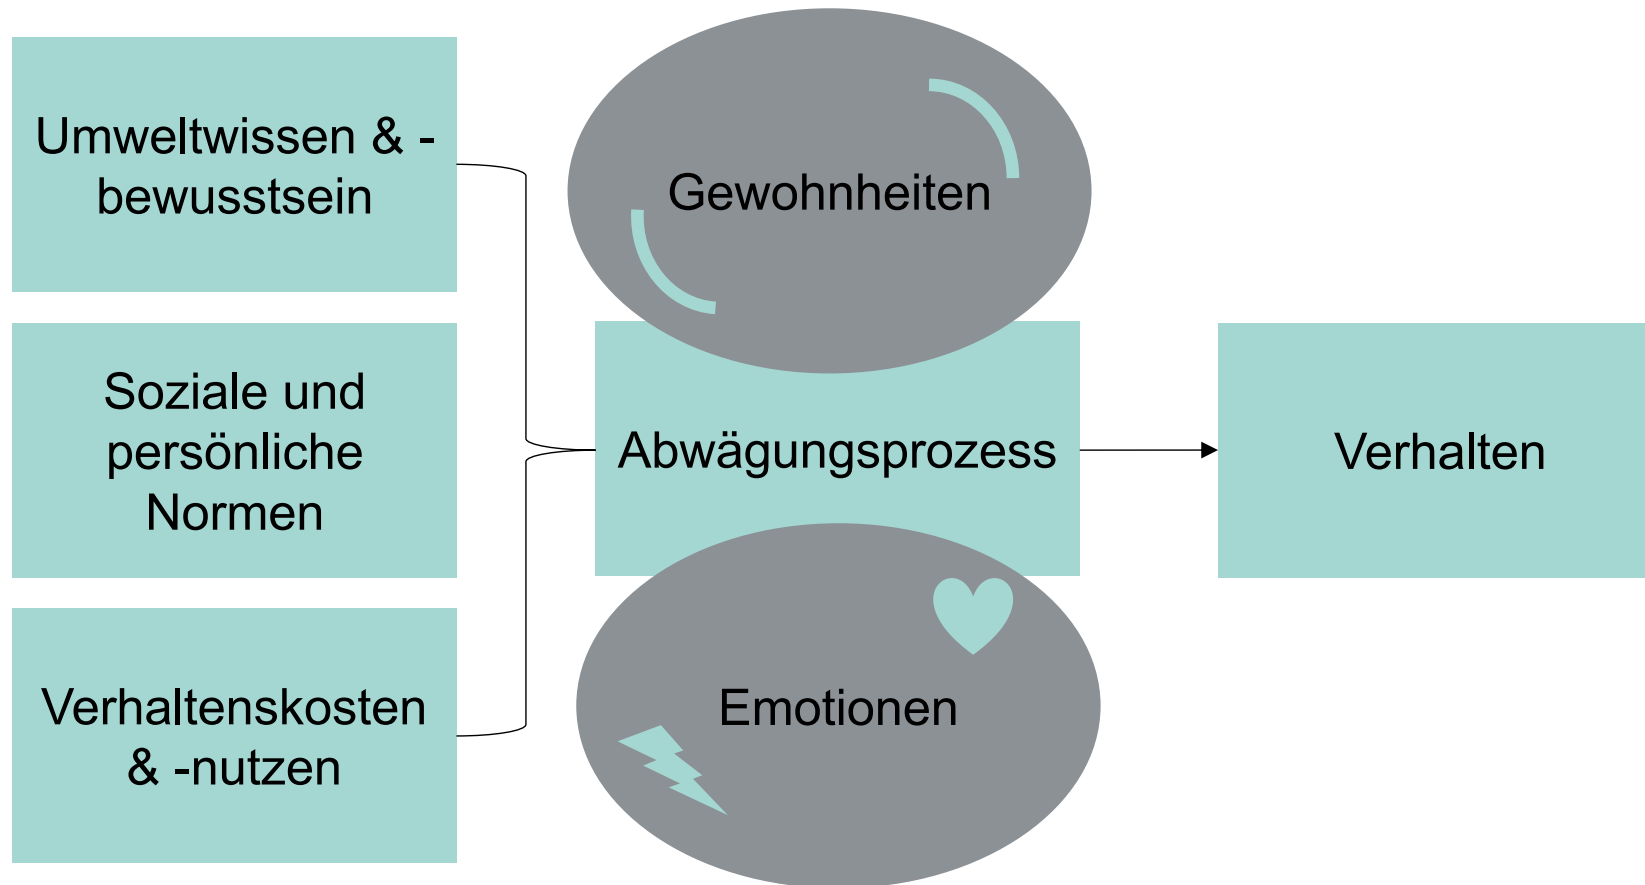 Umweltwissen & -
bewusstsein
Soziale und
persönliche
Normen
Verhaltenskosten
& -nutzen
Gewohnheiten
Abwägungsprozess
Emotionen
Verhalten